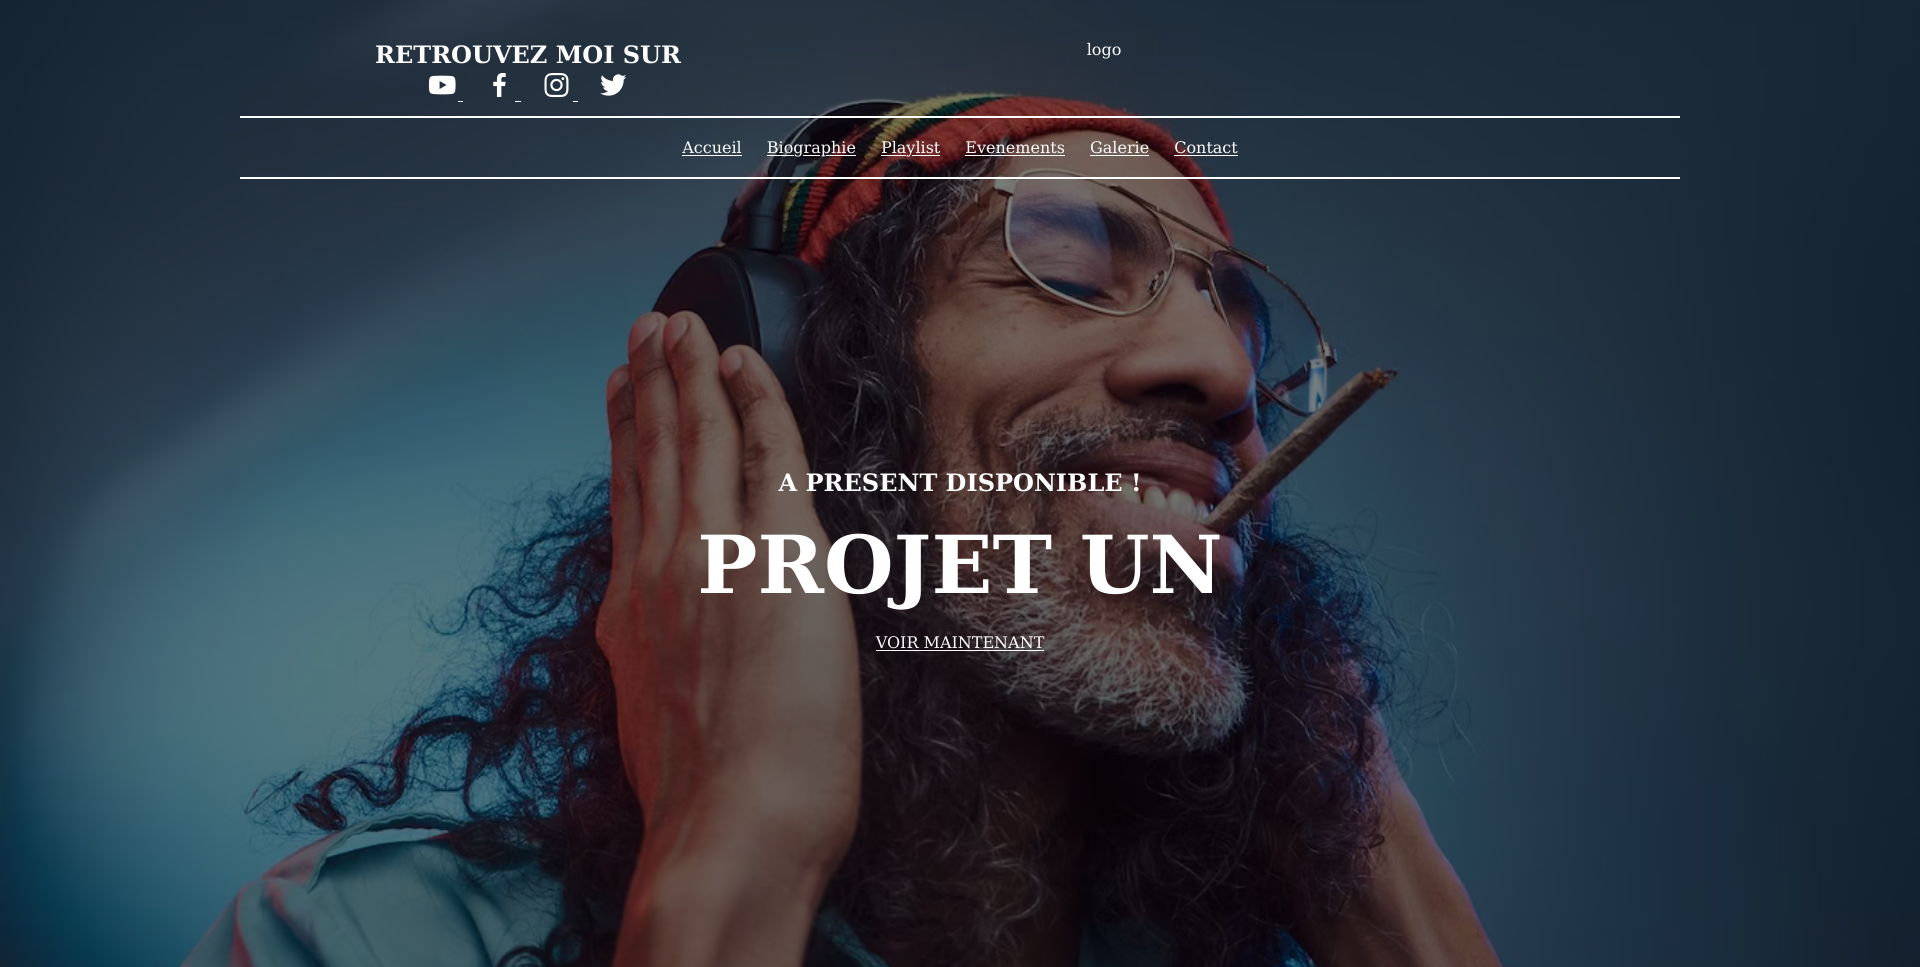 RETROUVEZ MOI SUR
logo
Accueil Biographie Playlist Evenements Galerie Contact
A PRESENT DISPONIBLE !
PROJET UN
VOIR MAINTENANT